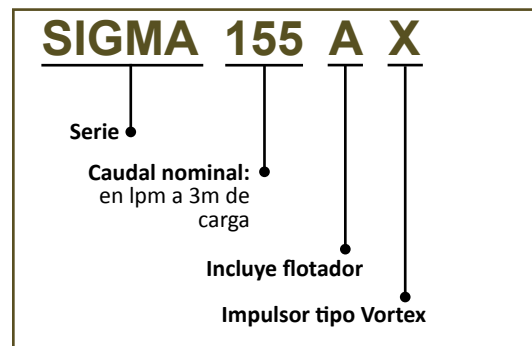 SIGMA 155 A X
Serie
Caudal nominal:
en lpm a 3m de
carga
Incluye flotador
Impulsor tipo Vortex